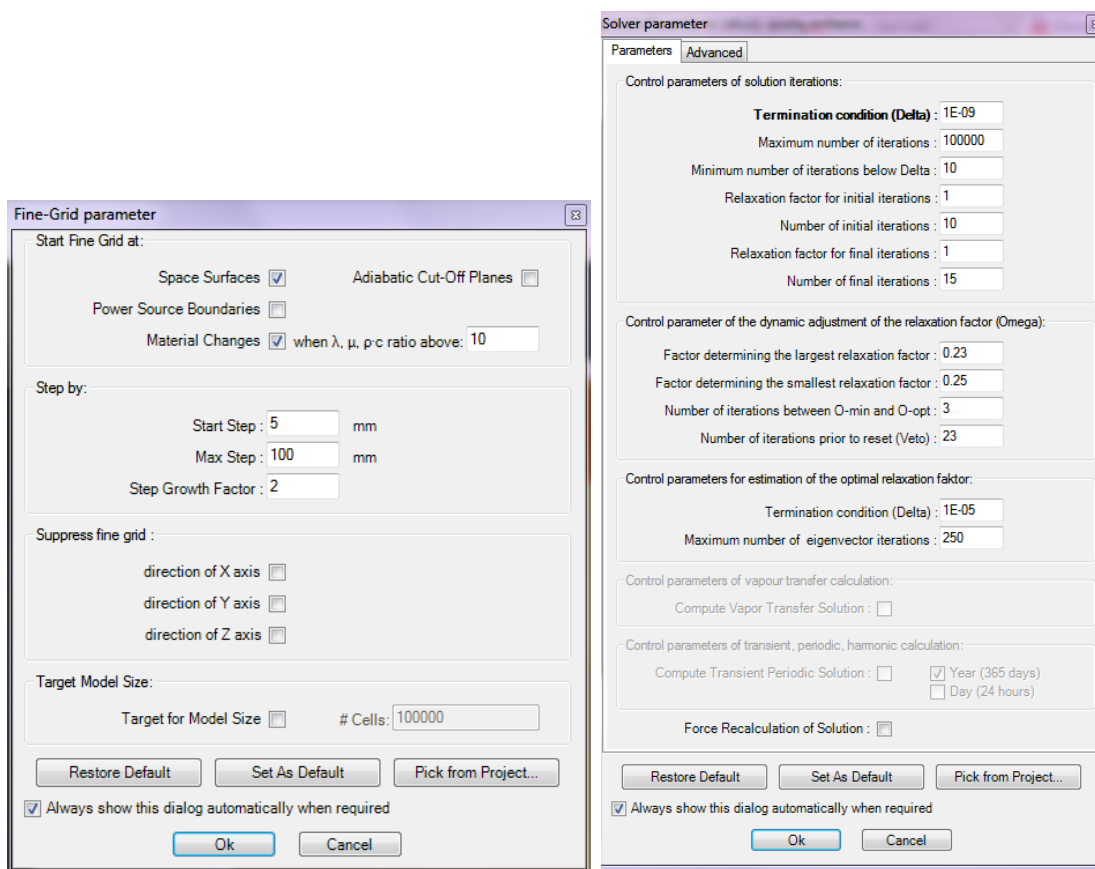 Fine-Grid parameter
Start Fine Grid at:
Space Surfaces
Adiabatic Cut-Off Planes
Power Source Boundaries
Material Changes
when λ, μ, ρ·c ratio above: 10
Step by:
Start Step : 5 mm
Max Step : 100 mm
Step Growth Factor : 2
Suppress fine grid :
direction of X axis
direction of Y axis
direction of Z axis
Target Model Size:
Target for Model Size
# Cells: 100000
Restore Default
Set As Default
Pick from Project...
Always show this dialog automatically when required
Ok
Cancel
Solver parameter
Parameters
Advanced
Control parameters of solution iterations:
Termination condition (Delta) : 1E-09
Maximum number of iterations : 100000
Minimum number of iterations below Delta : 10
Relaxation factor for initial iterations : 1
Number of initial iterations : 10
Relaxation factor for final iterations : 1
Number of final iterations : 15
Control parameter of the dynamic adjustment of the relaxation factor (Omega):
Factor determining the largest relaxation factor : 0.23
Factor determining the smallest relaxation factor : 0.25
Number of iterations between O-min and O-opt : 3
Number of iterations prior to reset (Veto) : 23
Control parameters for estimation of the optimal relaxation faktor:
Termination condition (Delta) : 1E-05
Maximum number of eigenvector iterations : 250
Control parameters of vapour transfer calculation:
Compute Vapor Transfer Solution :
Control parameters of transient, periodic, harmonic calculation:
Compute Transient Periodic Solution :
Year (365 days)
Day (24 hours)
Force Recalculation of Solution :
Restore Default
Set As Default
Pick from Project...
Always show this dialog automatically when required
Ok
Cancel